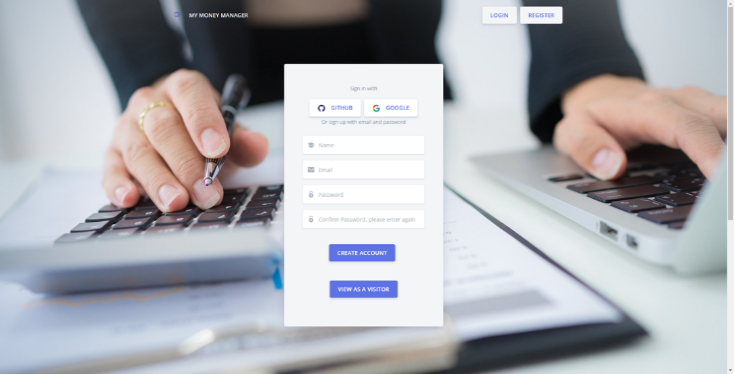 MY MONEY MANAGER
LOGIN
REGISTER
Sign in with
GITHUB
GOOGLE
Or sign up with email and password
Name
Email
Password
Confirm Password, please enter again
CREATE ACCOUNT
VIEW AS A VISITOR